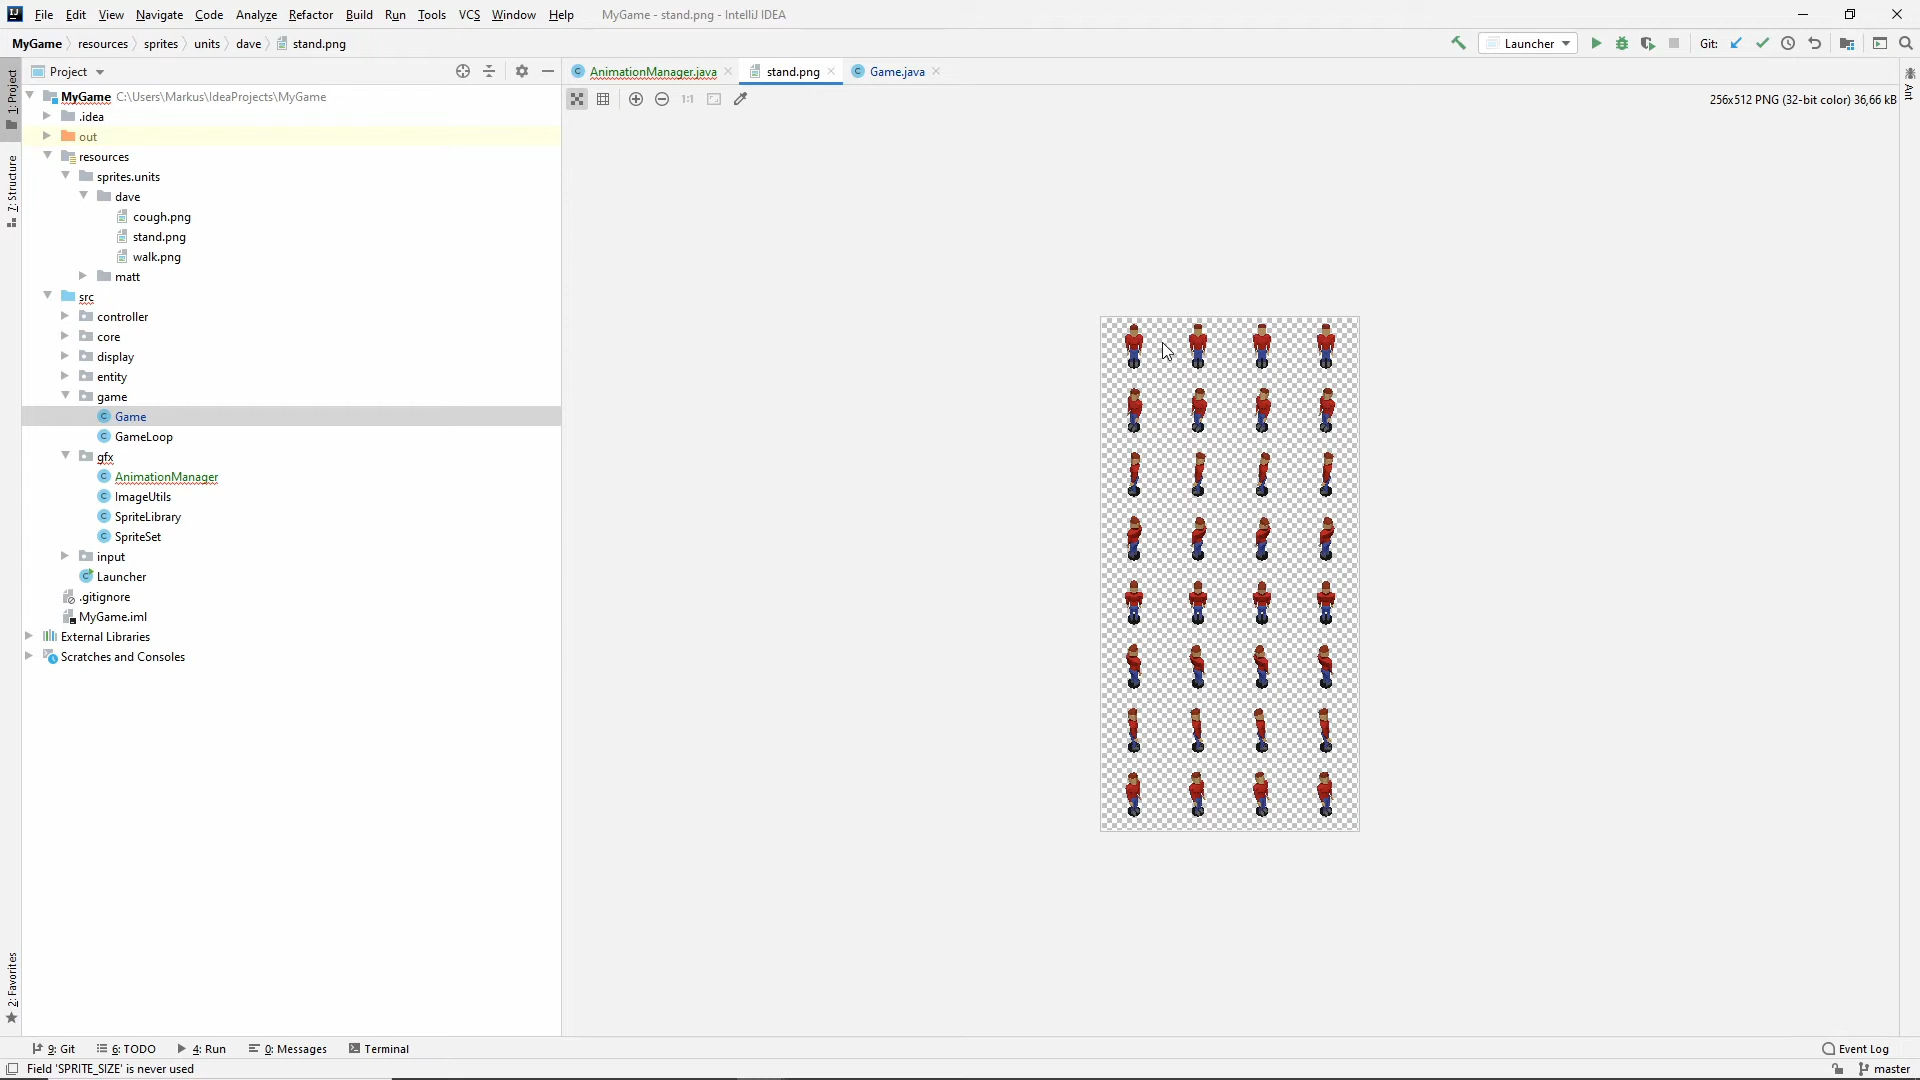 File Edit View Navigate Code Analyze Refactor Build Run Tools VCS Window Help MyGame - stand.png - IntelliJ IDEA
MyGame resources sprites units dave stand.png Launcher Git:
1: Project
Project
AnimationManager.java stand.png Game.java
Ant
MyGame C:\Users\Markus\IdeaProjects\MyGame
1:1
256x512 PNG (32-bit color) 36,66 kB
.idea
out
resources
sprites.units
dave
cough.png
stand.png
walk.png
matt
7: Structure
src
controller
core
display
entity
game
Game
GameLoop
gfx
AnimationManager
ImageUtils
SpriteLibrary
SpriteSet
input
Launcher
.gitignore
MyGame.iml
External Libraries
Scratches and Consoles
2: Favorites
9: Git 6: TODO 4: Run 0: Messages Terminal Event Log
Field 'SPRITE_SIZE' is never used master